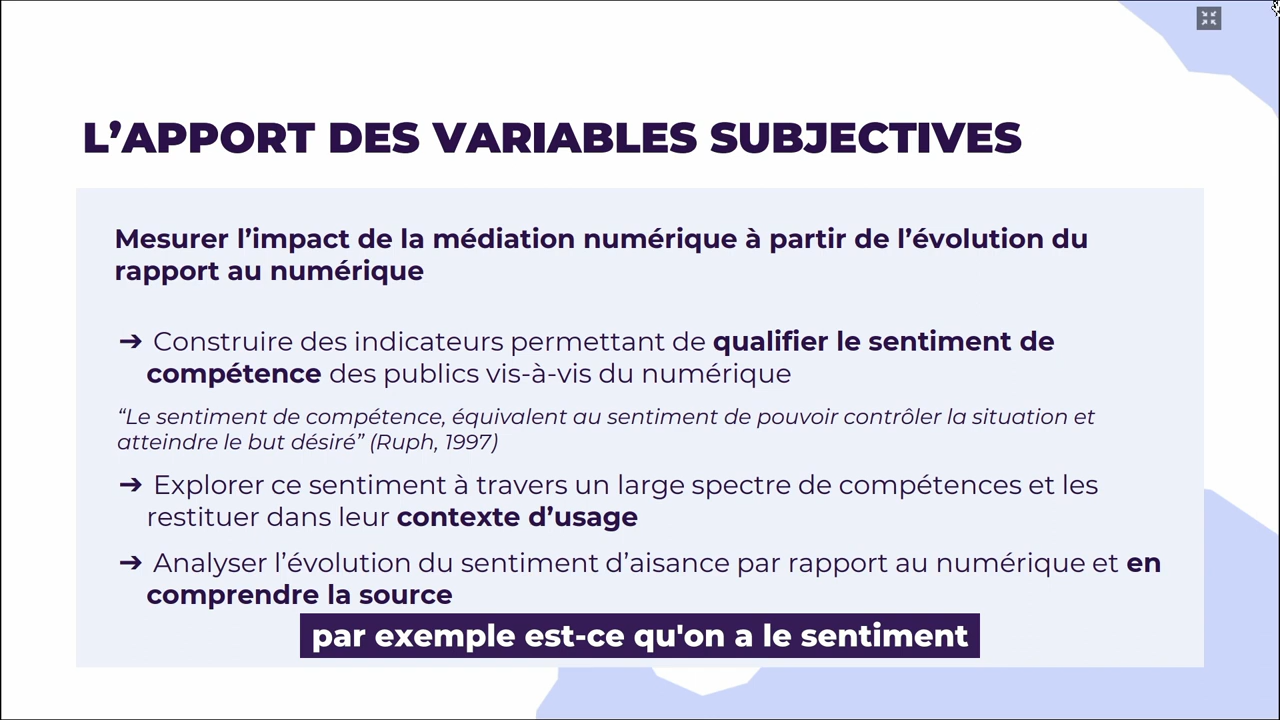 L’APPORT DES VARIABLES SUBJECTIVES
Mesurer l’impact de la médiation numérique à partir de l’évolution du
rapport au numérique
➔ Construire des indicateurs permettant de qualifier le sentiment de
compétence des publics vis-à-vis du numérique
“Le sentiment de compétence, équivalent au sentiment de pouvoir contrôler la situation et
atteindre le but désiré” (Ruph, 1997)
➔ Explorer ce sentiment à travers un large spectre de compétences et les
restituer dans leur contexte d’usage
➔ Analyser l’évolution du sentiment d’aisance par rapport au numérique et en
comprendre la source
par exemple est-ce qu'on a le sentiment